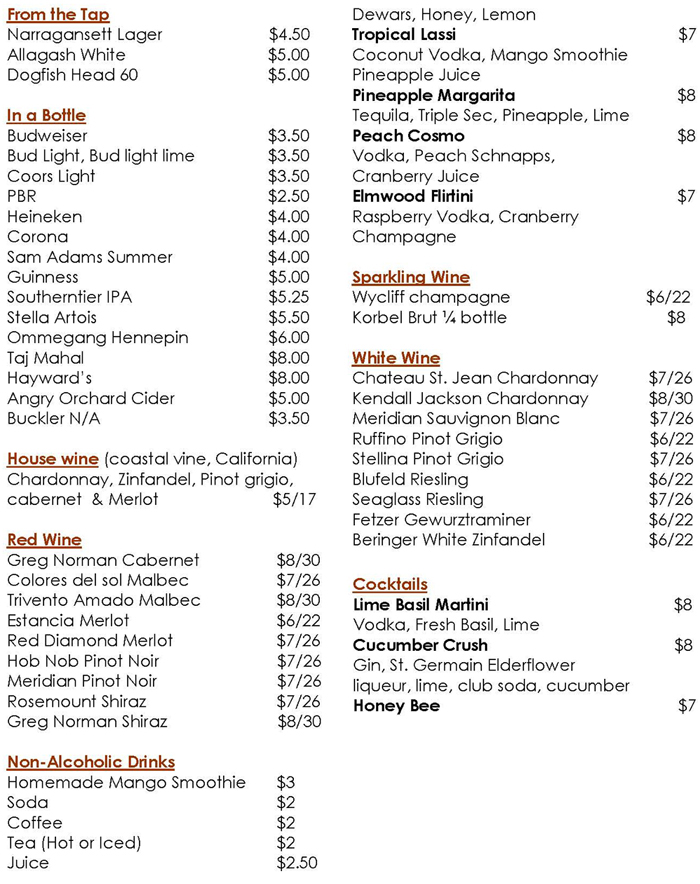 From the Tap
Narragansett Lager $4.50
Allagash White $5.00
Dogfish Head 60 $5.00
In a Bottle
Budweiser $3.50
Bud Light, Bud light lime $3.50
Coors Light $3.50
PBR $2.50
Heineken $4.00
Corona $4.00
Sam Adams Summer $4.00
Guinness $5.00
Southerntier IPA $5.25
Stella Artois $5.50
Ommegang Hennepin $6.00
Taj Mahal $8.00
Hayward's $8.00
Angry Orchard Cider $5.00
Buckler N/A $3.50
House wine (coastal vine, California)
Chardonnay, Zinfandel, Pinot grigio,
cabernet & Merlot $5/17
Red Wine
Greg Norman Cabernet $8/30
Colores del sol Malbec $7/26
Trivento Amado Malbec $8/30
Estancia Merlot $6/22
Red Diamond Merlot $7/26
Hob Nob Pinot Noir $7/26
Meridian Pinot Noir $7/26
Rosemount Shiraz $7/26
Greg Norman Shiraz $8/30
Non-Alcoholic Drinks
Homemade Mango Smoothie $3
Soda $2
Coffee $2
Tea (Hot or Iced) $2
Juice $2.50
Dewars, Honey, Lemon
Tropical Lassi $7
Coconut Vodka, Mango Smoothie
Pineapple Juice
Pineapple Margarita $8
Tequila, Triple Sec, Pineapple, Lime
Peach Cosmo $8
Vodka, Peach Schnapps,
Cranberry Juice
Elmwood Flirtini $7
Raspberry Vodka, Cranberry
Champagne
Sparkling Wine
Wycliff champagne $6/22
Korbel Brut ¼ bottle $8
White Wine
Chateau St. Jean Chardonnay $7/26
Kendall Jackson Chardonnay $8/30
Meridian Sauvignon Blanc $7/26
Ruffino Pinot Grigio $6/22
Stellina Pinot Grigio $7/26
Blufeld Riesling $6/22
Seaglass Riesling $7/26
Fetzer Gewurztraminer $6/22
Beringer White Zinfandel $6/22
Cocktails
Lime Basil Martini $8
Vodka, Fresh Basil, Lime
Cucumber Crush $8
Gin, St. Germain Elderflower
liqueur, lime, club soda, cucumber
Honey Bee $7